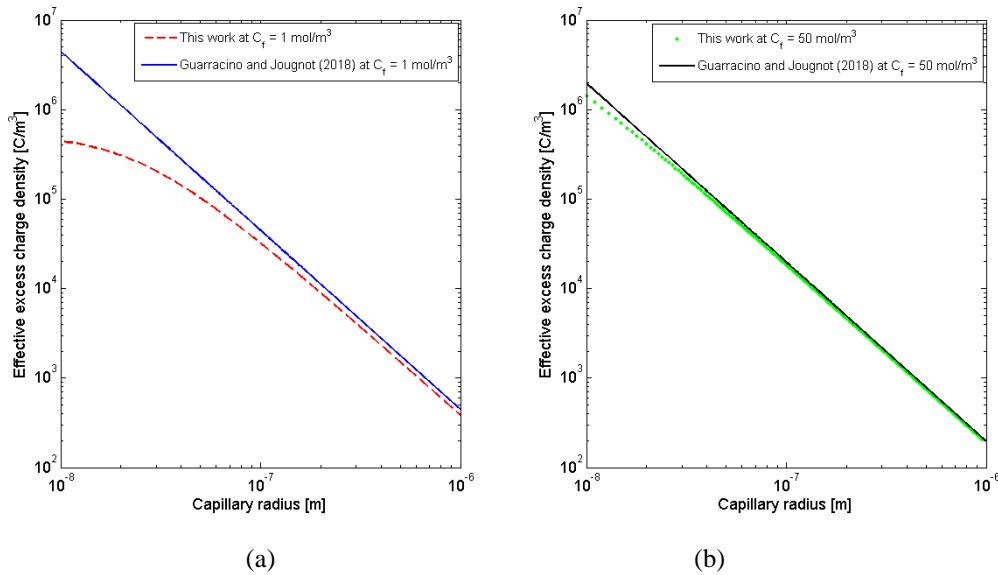 10^7
10^6
10^5
10^4
10^3
10^2
10^-8
10^-7
10^-6
Effective excess charge density [C/m^3]
Capillary radius [m]
This work at C_f = 1 mol/m^3
Guarracino and Jougnot (2018) at C_f = 1 mol/m^3
(a)
10^7
10^6
10^5
10^4
10^3
10^2
10^-8
10^-7
10^-6
Effective excess charge density [C/m^3]
Capillary radius [m]
This work at C_f = 50 mol/m^3
Guarracino and Jougnot (2018) at C_f = 50 mol/m^3
(b)